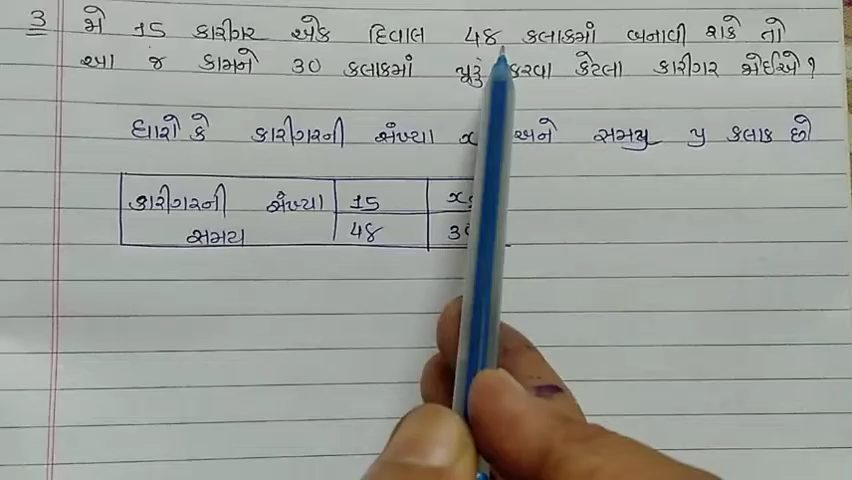 3 જો 15 કારીગર એક દિવાલ 48 કલાકમાં બનાવી શકે તો
આ જ કામને 30 કલાકમાં પૂરું કરવા કેટલા કારીગર જોઈએ?
ધારો કે કારીગરની સંખ્યા x અને સમય y કલાક છે
કારીગરની સંખ્યા 15
સમય 48